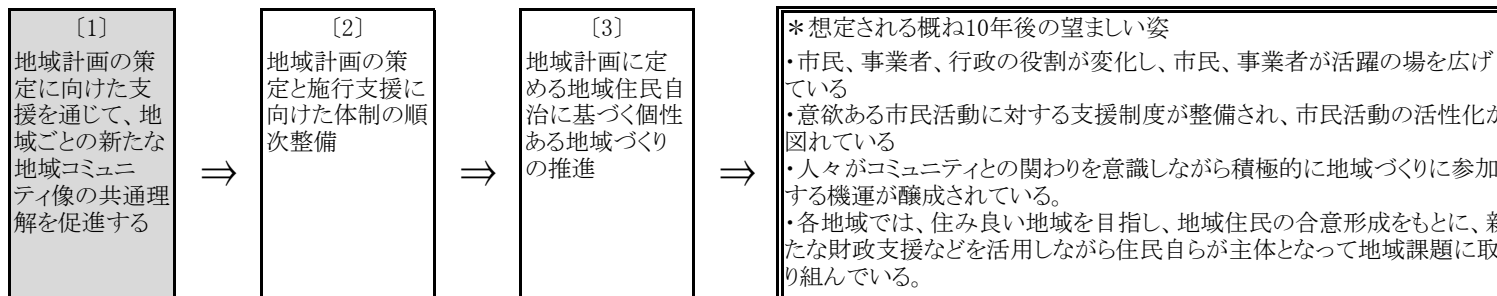 〔1〕
地域計画の策
定に向けた支
援を通じて、地
域ごとの新たな
地域コミュニ
ティ像の共通理
解を促進する
⇒
〔2〕
地域計画の策
定と施行支援に
向けた体制の順
次整備
⇒
〔3〕
地域計画に定
める地域住民自
治に基づく個性
ある地域づくり
の推進
⇒
＊想定される概ね10年後の望ましい姿
・市民、事業者、行政の役割が変化し、市民、事業者が活躍の場を広げ
ている
・意欲ある市民活動に対する支援制度が整備され、市民活動の活性化が
図れている
・人々がコミュニティとの関わりを意識しながら積極的に地域づくりに参加
する機運が醸成されている。
・各地域では、住み良い地域を目指し、地域住民の合意形成をもとに、新
たな財政支援などを活用しながら住民自らが主体となって地域課題に取
り組んでいる。